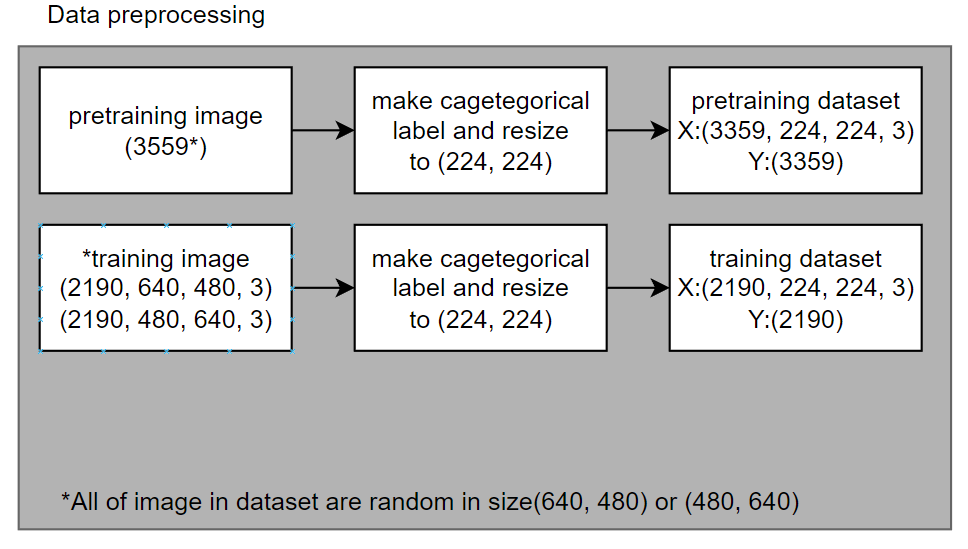 Data preprocessing
pretraining image
(3559*)
make cagetegorical
label and resize
to (224, 224)
pretraining dataset
X:(3359, 224, 224, 3)
Y:(3359)
*training image
(2190, 640, 480, 3)
(2190, 480, 640, 3)
make cagetegorical
label and resize
to (224, 224)
training dataset
X:(2190, 224, 224, 3)
Y:(2190)
*All of image in dataset are random in size(640, 480) or (480, 640)